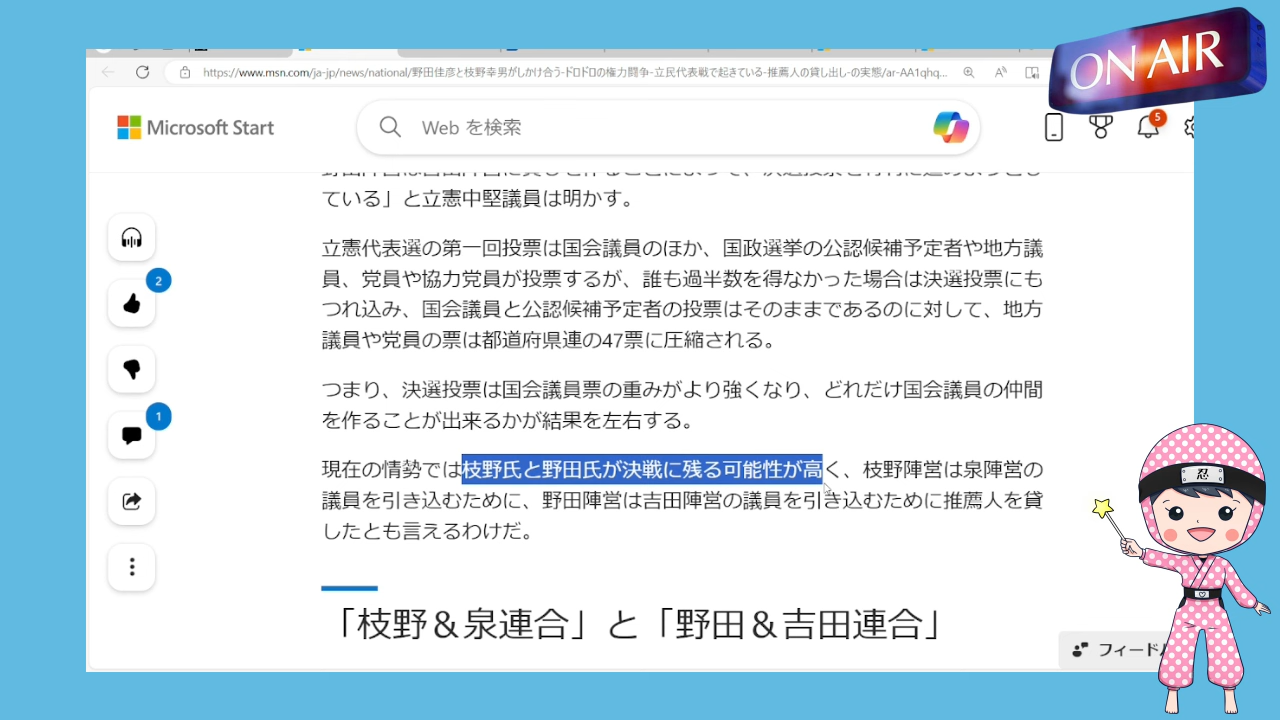 ON AIR
https://www.msn.com/ja-jp/news/national/野田佳彦と枝野幸男がしかけ合う-ドロドロの権力闘争-立民代表戦で起きている-推薦人の貸し出し-の実態/ar-AA1qhq...
Microsoft Start
Web を検索
5
ている」と立憲中堅議員は明かす。
2
立憲代表選の第一回投票は国会議員のほか、国政選挙の公認候補予定者や地方議
員、党員や協力党員が投票するが、誰も過半数を得なかった場合は決選投票にも
つれ込み、国会議員と公認候補予定者の投票はそのままであるのに対して、地方
議員や党員の票は都道府県連の47票に圧縮される。
つまり、決選投票は国会議員票の重みがより強くなり、どれだけ国会議員の仲間
を作ることが出来るかが結果を左右する。
1
現在の情勢では枝野氏と野田氏が決戦に残る可能性が高く、枝野陣営は泉陣営の
議員を引き込むために、野田陣営は吉田陣営の議員を引き込むために推薦人を貸
したとも言えるわけだ。
「枝野＆泉連合」と「野田＆吉田連合」
フィード
忍